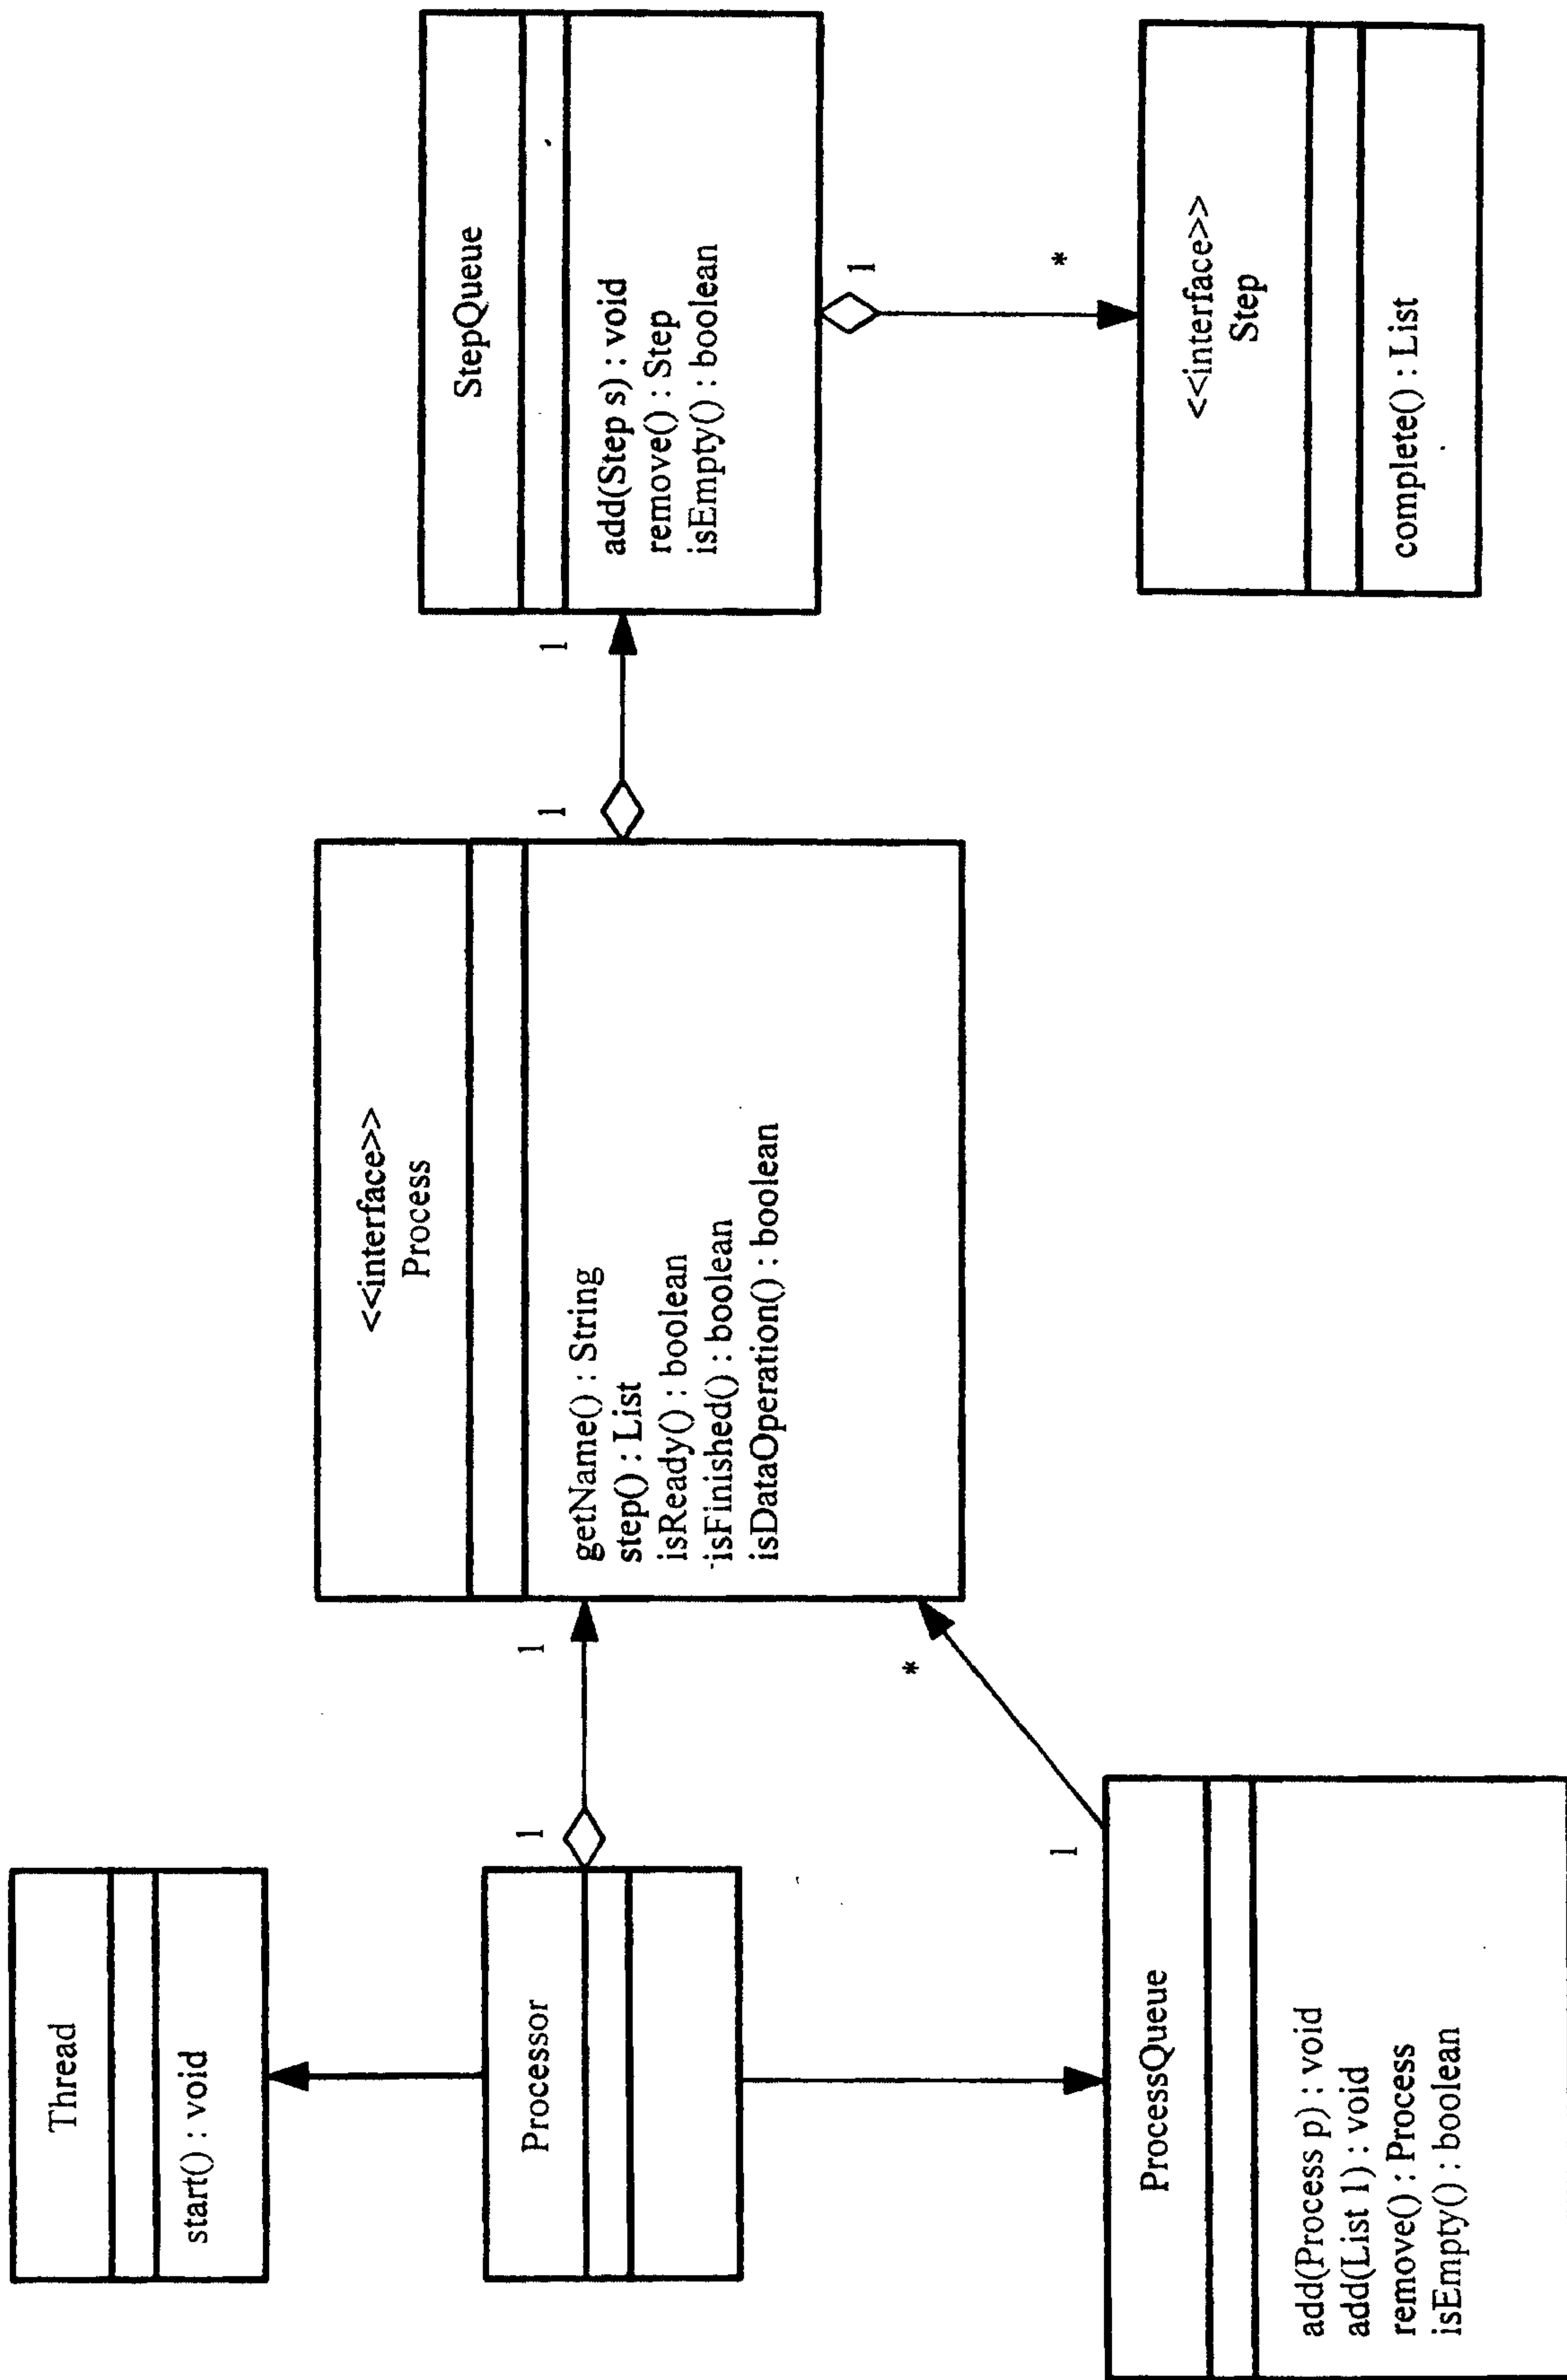 Thread
start() : void
Processor
1
1
ProcessQueue
add(Process p) : void
add(List l) : void
remove() : Process
isEmpty() : boolean
1
*
<<interface>>
Process
getName() : String
step() : List
isReady() : boolean
isFinished() : boolean
isDataOperation() : boolean
1
1
StepQueue
add(Step s) : void
remove() : Step
isEmpty() : boolean
1
*
<<interface>>
Step
complete() : List